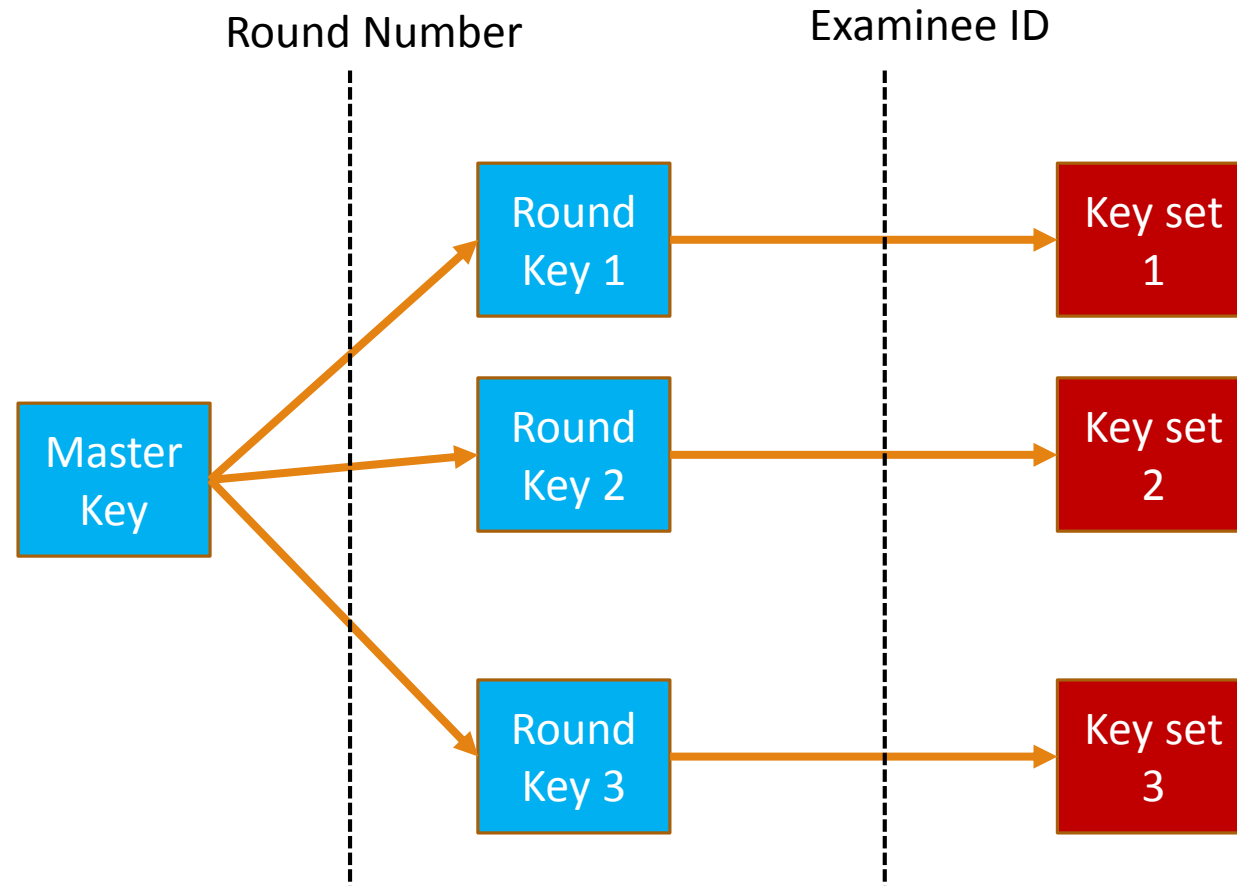 Round Number
Examinee ID
Round
Key 1
Key set
1
Master
Key
Round
Key 2
Key set
2
Round
Key 3
Key set
3